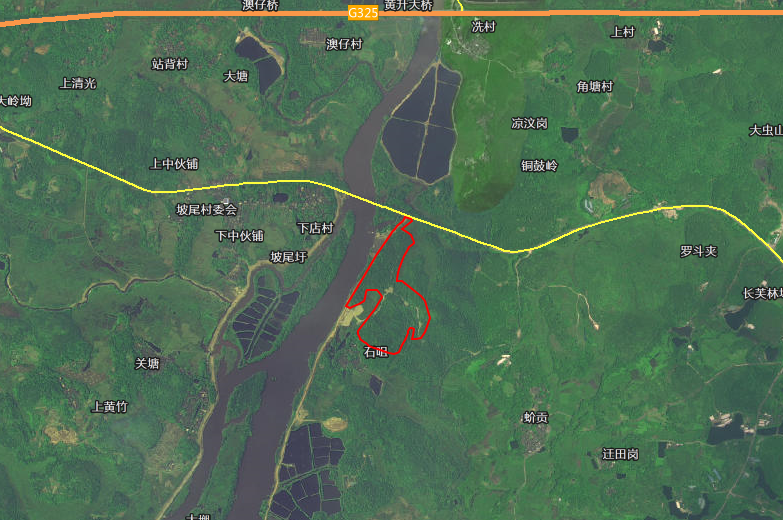 澳仔桥
黄升大桥
G325
冼村
上村
澳仔村
站背村
大塘
上清光
角塘村
大岭坳
凉汶岗
大虫山
上中伙铺
铜鼓岭
坡尾村委会
下店村
下中伙铺
坡尾圩
罗斗夹
长芙林场
石咀
关塘
上黄竹
蚧贡
迋田岗